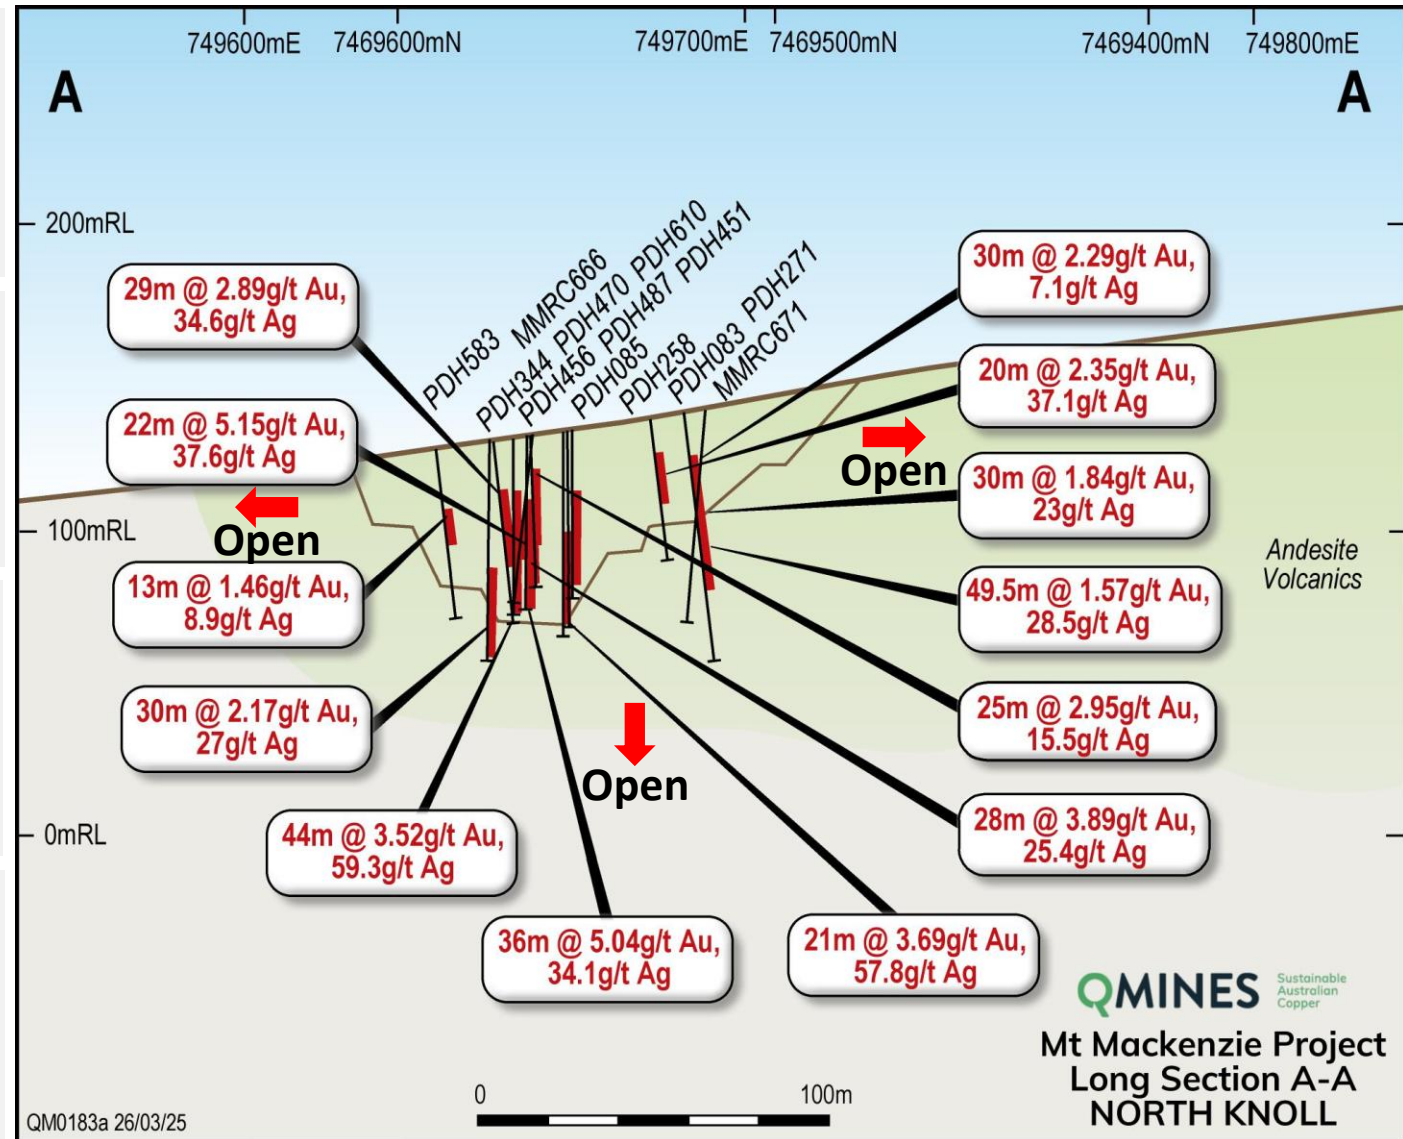 749600mE
7469600mN
749700mE
7469500mN
7469400mN
749800mE
A
A
200mRL
100mRL
0mRL
PDH583
MMRC666
PDH344 PDH470 PDH610
PDH456 PDH487 PDH451
PDH085
PDH258
PDH083 PDH271
MMRC671
29m @ 2.89g/t Au,
34.6g/t Ag
22m @ 5.15g/t Au,
37.6g/t Ag
Open
13m @ 1.46g/t Au,
8.9g/t Ag
30m @ 2.17g/t Au,
27g/t Ag
44m @ 3.52g/t Au,
59.3g/t Ag
36m @ 5.04g/t Au,
34.1g/t Ag
Open
21m @ 3.69g/t Au,
57.8g/t Ag
30m @ 2.29g/t Au,
7.1g/t Ag
20m @ 2.35g/t Au,
37.1g/t Ag
Open
30m @ 1.84g/t Au,
23g/t Ag
49.5m @ 1.57g/t Au,
28.5g/t Ag
25m @ 2.95g/t Au,
15.5g/t Ag
28m @ 3.89g/t Au,
25.4g/t Ag
Andesite
Volcanics
QMINES
Sustainable
Australian
Copper
Mt Mackenzie Project
Long Section A-A
NORTH KNOLL
0
100m
QM0183a 26/03/25